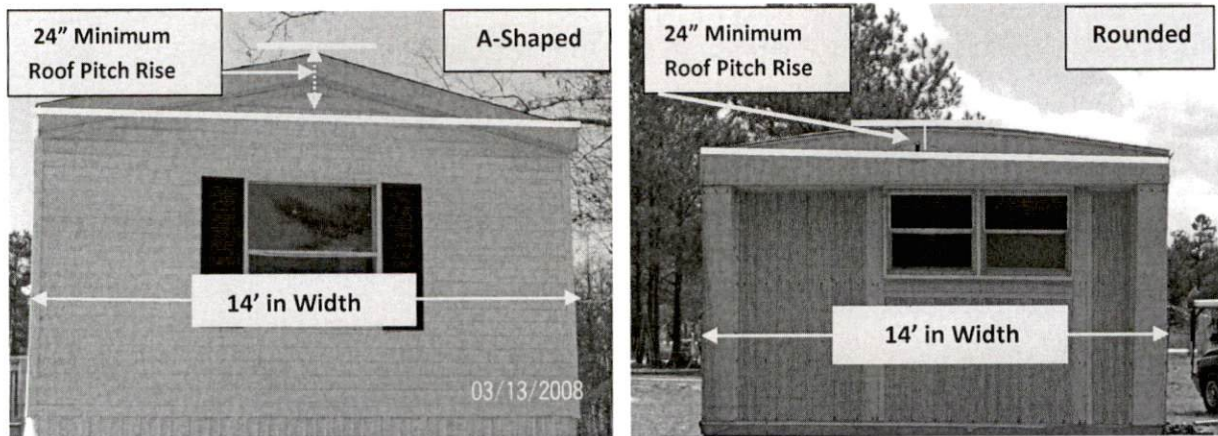 24” Minimum
Roof Pitch Rise
A-Shaped
14’ in Width
03/13/2008
24” Minimum
Roof Pitch Rise
Rounded
14’ in Width